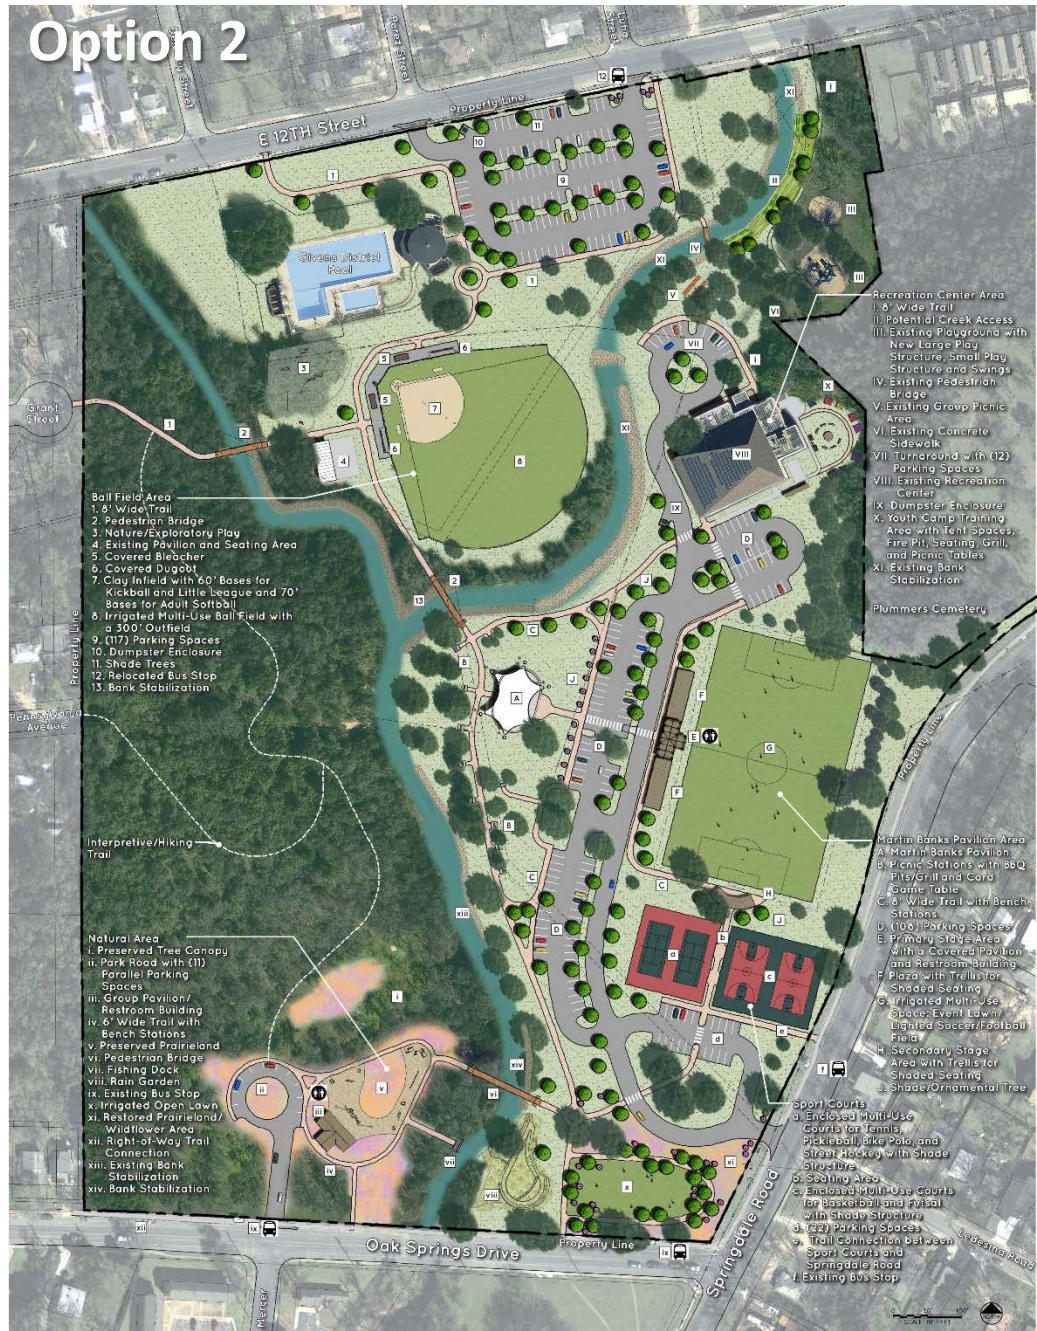 Option 2
E 12TH Street
Perez Street
Luna
Street
12
Property Line
Givens District
Pool
Grant
Street
Recreation Center Area
I. 8' Wide Trail
II. Potential Creek Access
III. Existing Playground with
New Large Play
Structure, Small Play
Structure and Swings
IV. Existing Pedestrian
Bridge
V. Existing Group Picnic
Area
VI. Existing Concrete
Sidewalk
VII. Turnaround with (12)
Parking Spaces
VIII. Existing Recreation
Center
IX. Dumpster Enclosure
X. Youth Camp Training
Area with Tent Spaces,
Fire Pit, Seating, Grill,
and Picnic Tables
XI. Existing Bank
Stabilization
Plummers Cemetery
Ball Field Area
1. 8' Wide Trail
2. Pedestrian Bridge
3. Nature/Exploratory Play
4. Existing Pavilion and Seating Area
5. Covered Bleacher
6. Covered Dugout
7. Clay Infield with 60' Bases for
Kickball and Little League and 70'
Bases for Adult Softball
8. Irrigated Multi-Use Ball Field with
a 300' Outfield
9. (117) Parking Spaces
10. Dumpster Enclosure
11. Shade Trees
12. Relocated Bus Stop
13. Bank Stabilization
Property Line
Pennsylvania
Avenue
Property Line
Interpretive/Hiking
Trail
Martin Banks Pavilion Area
A. Martin Banks Pavilion
B. Picnic Stations with BBQ
Pits/Grill and Card
Game Table
C. 8' Wide Trail with Bench
Stations
D. (106) Parking Spaces
E. Primary Stage Area
with a Covered Pavilion
and Restroom Building
F. Plaza with Trellis for
Shaded Seating
G. Irrigated Multi-Use
Space: Event Lawn/
Lighted Soccer/Football
Field
H. Secondary Stage
Area with Trellis for
Shaded Seating
J. Shade/Ornamental Tree
Natural Area
i. Preserved Tree Canopy
ii. Park Road with (11)
Parallel Parking
Spaces
iii. Group Pavilion/
Restroom Building
iv. 6' Wide Trail with
Bench Stations
v. Preserved Prairieland
vi. Pedestrian Bridge
vii. Fishing Dock
viii. Rain Garden
ix. Existing Bus Stop
x. Irrigated Open Lawn
xi. Restored Prairieland/
Wildflower Area
xii. Right-of-Way Trail
Connection
xiii. Existing Bank
Stabilization
xiv. Bank Stabilization
Sport Courts
a. Enclosed Multi-Use
Courts for Tennis,
Pickleball, Bike Polo, and
Street Hockey with Shade
Structure
b. Seating Area
c. Enclosed Multi-Use Courts
for Basketball and Futsal
with Shade Structure
d. (22) Parking Spaces
e. Trail Connection between
Sport Courts and
Springdale Road
f. Existing Bus Stop
Oak Springs Drive
Property Line
Springdale Road
Ledesma Road
Mercer
0 50' 100'